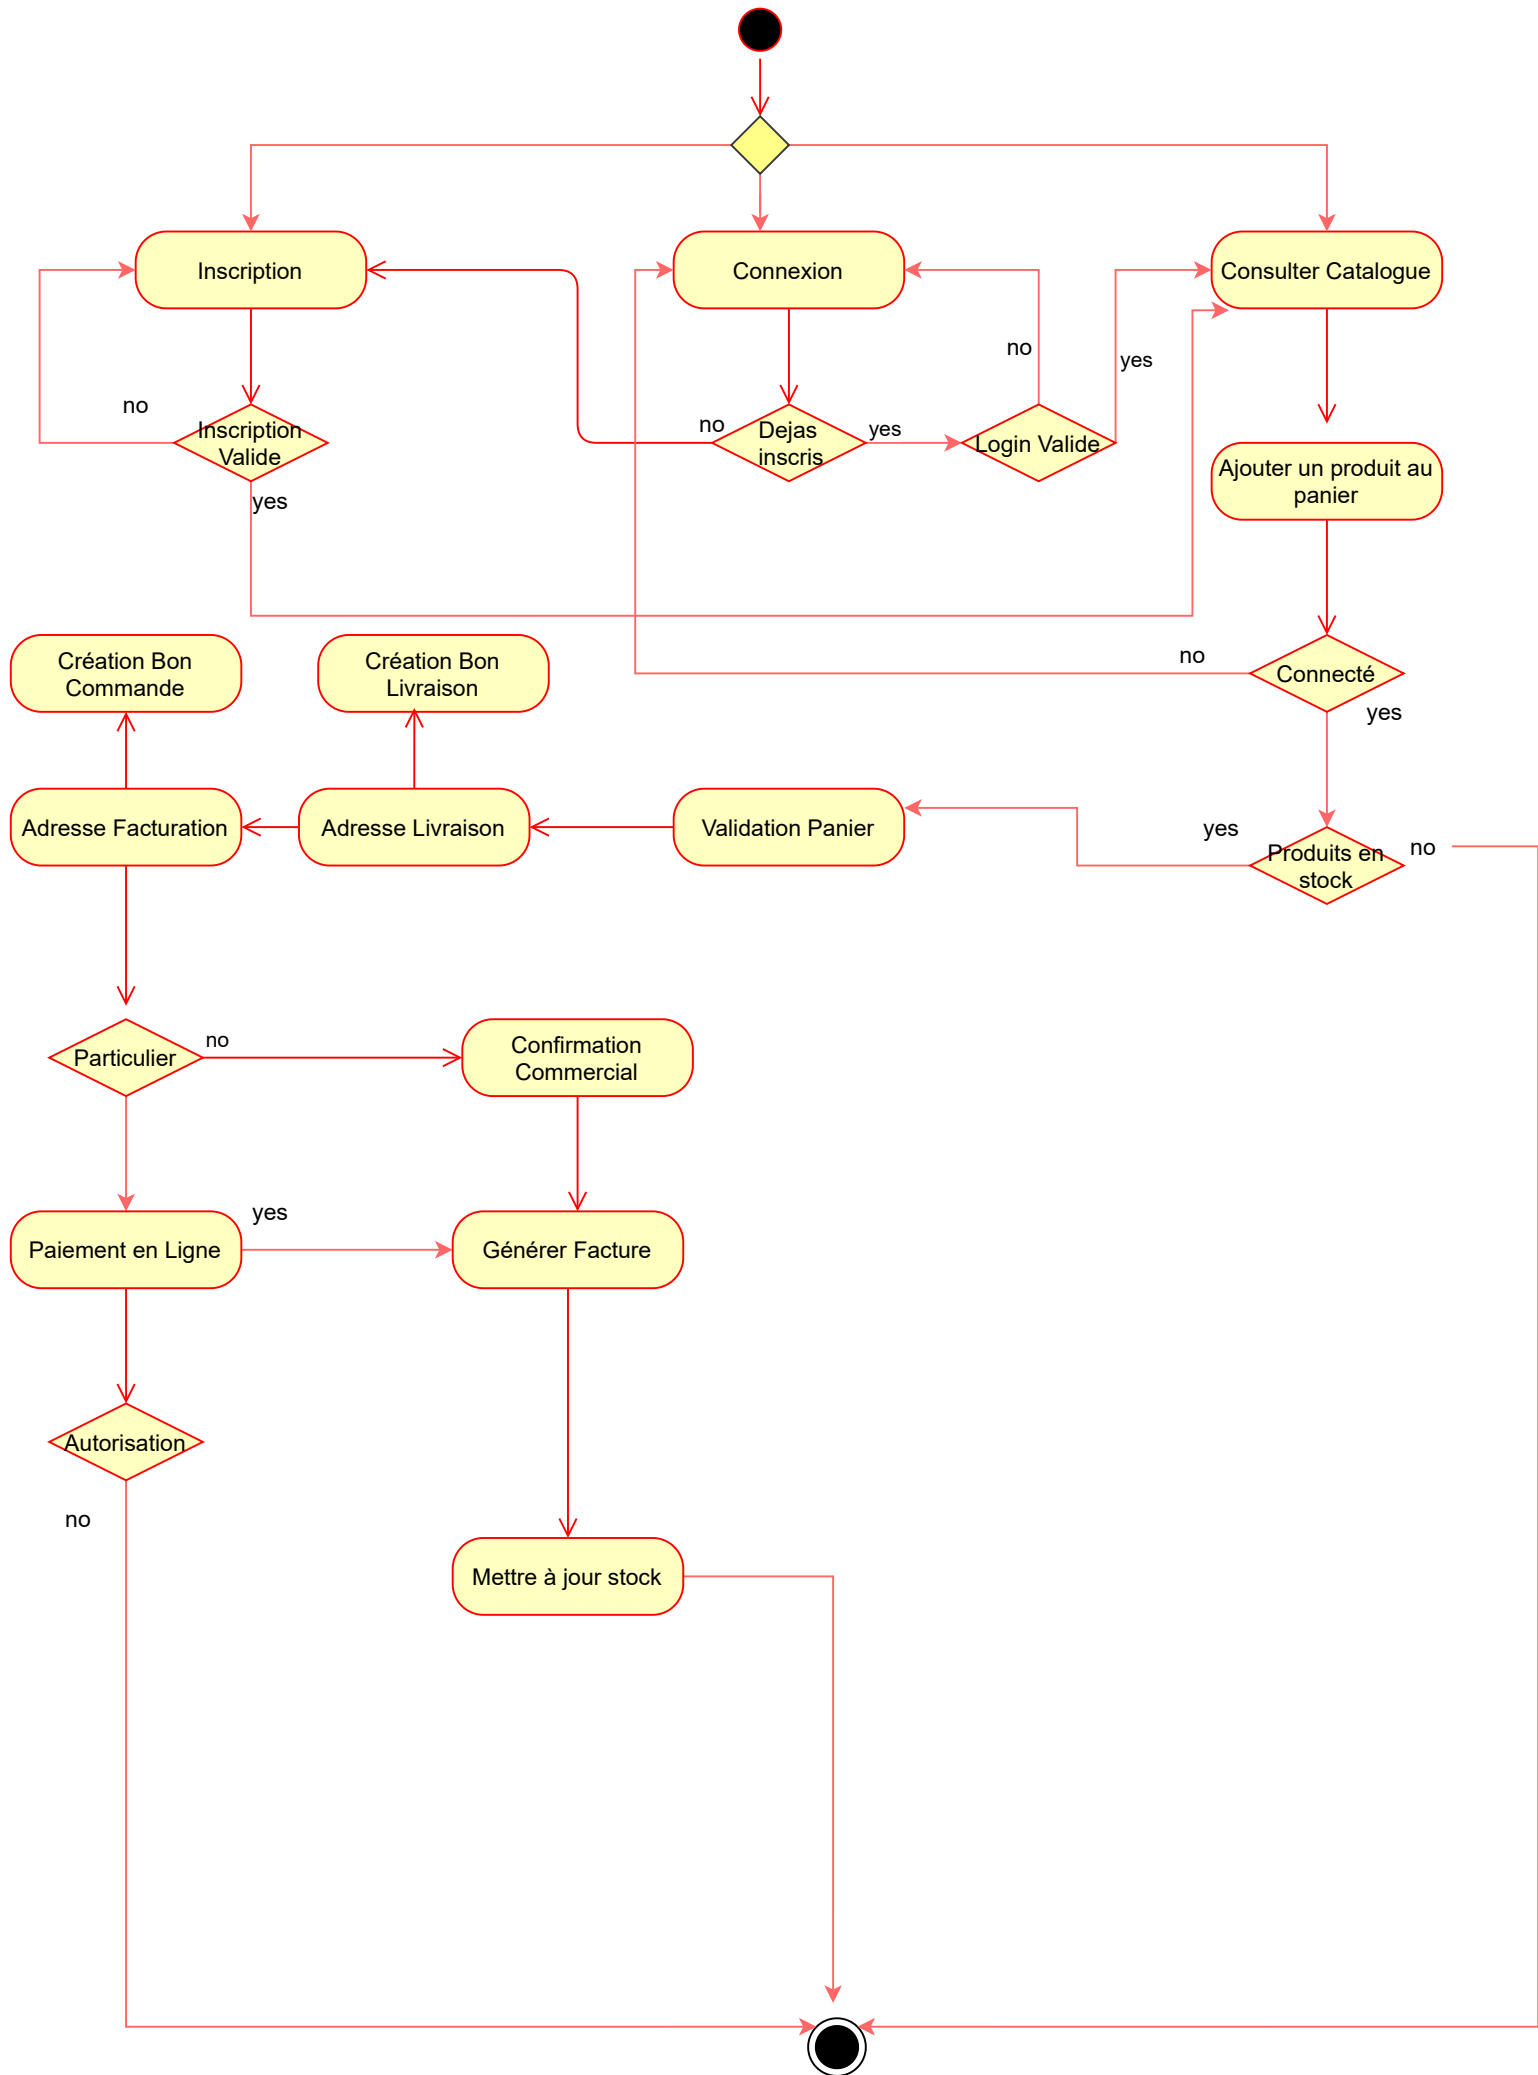 Inscription
Connexion
Consulter Catalogue
no
yes
no
Inscription
Valide
no
Dejas
inscris
yes
Login Valide
Ajouter un produit au
panier
yes
Création Bon
Commande
Création Bon
Livraison
no
Connecté
yes
Adresse Facturation
Adresse Livraison
Validation Panier
yes
Produits en
stock
no
Particulier
no
Confirmation
Commercial
Paiement en Ligne
yes
Générer Facture
Autorisation
no
Mettre à jour stock